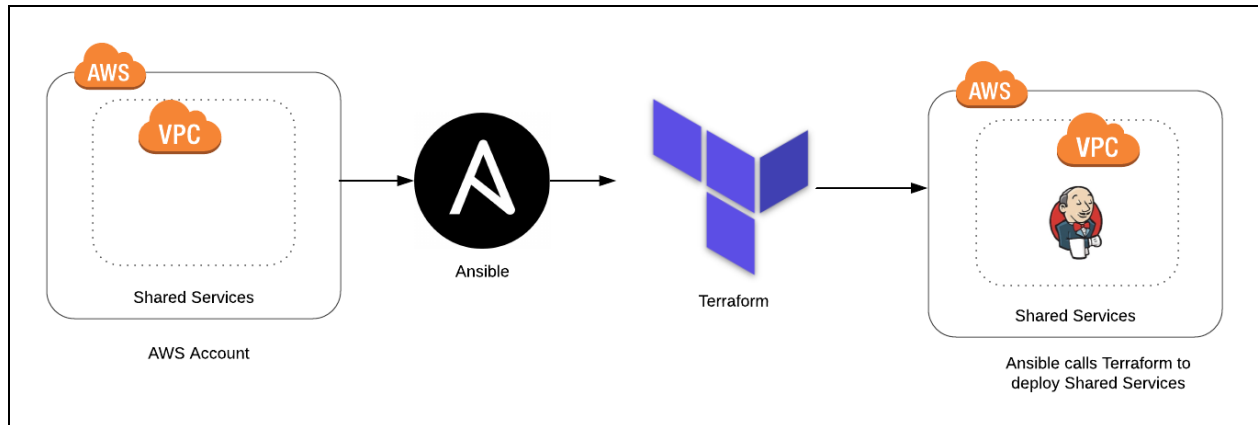 AWS
VPC
Shared Services
AWS Account
Ansible
Terraform
AWS
VPC
Shared Services
Ansible calls Terraform to
deploy Shared Services